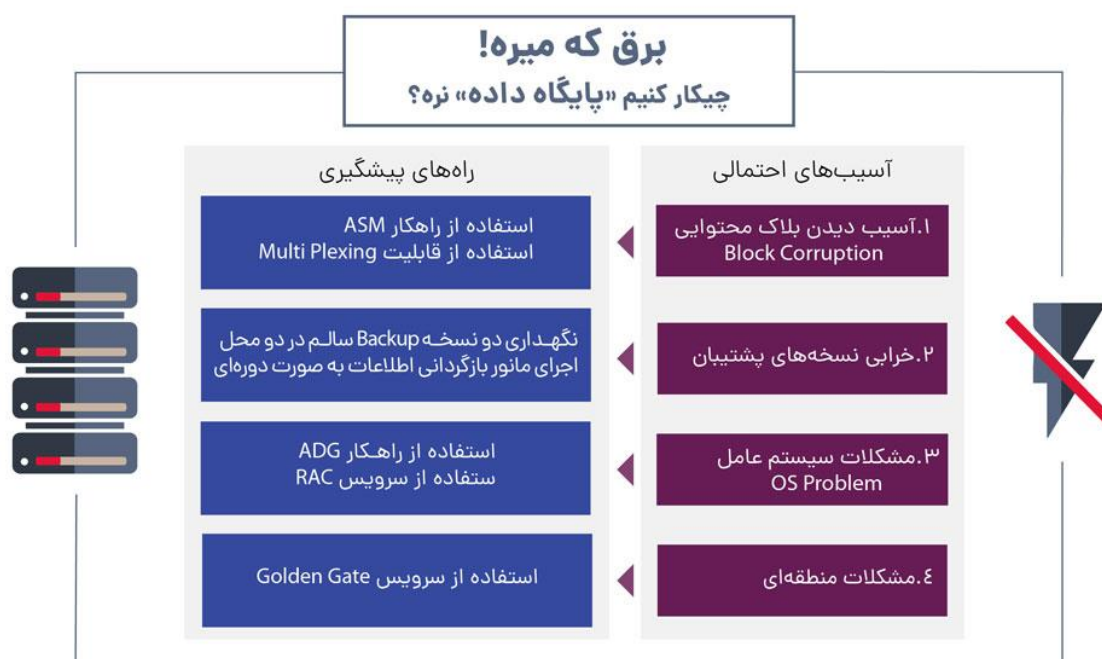 برق که میره!
چیکار کنیم «پایگاه داده» نره؟
آسیب‌های احتمالی
راه‌های پیشگیری
۱.آسیب دیدن بلاک محتوایی
Block Corruption
استفاده از راهکار ASM
استفاده از قابلیت Multi Plexing
۲.خرابی نسخه‌های پشتیبان
نگهداری دو نسخه Backup سالم در دو محل
اجرای مانور بازگردانی اطلاعات به صورت دوره‌ای
۳.مشکلات سیستم عامل
OS Problem
استفاده از راهکار ADG
ستفاده از سرویس RAC
۴.مشکلات منطقه‌ای
استفاده از سرویس Golden Gate